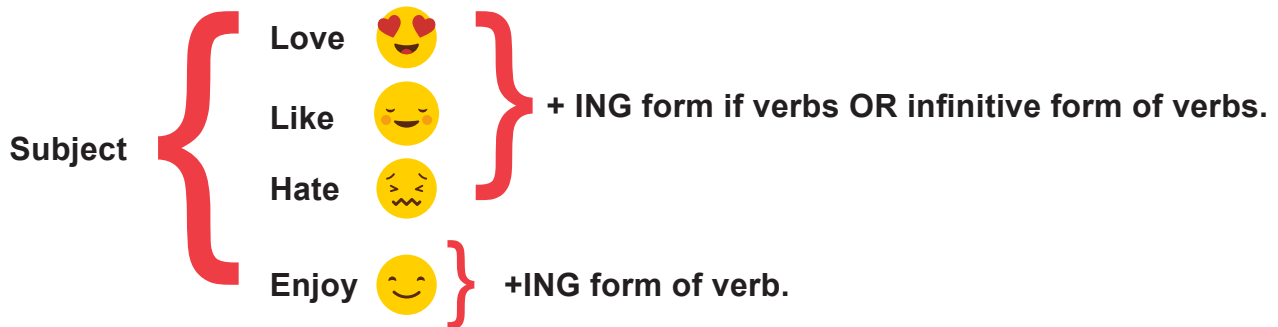 Love
Like
Hate
+ ING form if verbs OR infinitive form of verbs.
Subject
Enjoy
+ING form of verb.